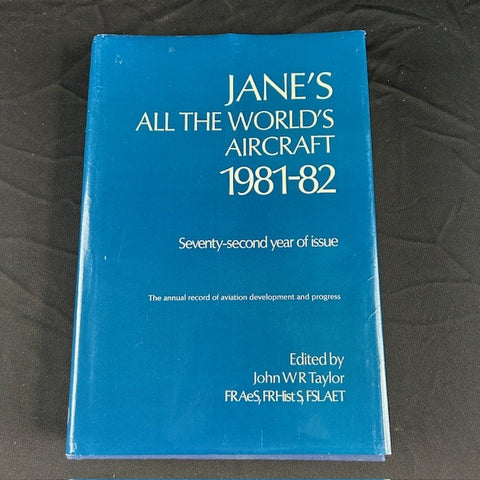 JANE'S
ALL THE WORLD'S
AIRCRAFT
1981-82
Seventy-second year of issue
The annual record of aviation development and progress
Edited by
John W R Taylor
FRAeS, FRHist S, FSLAET